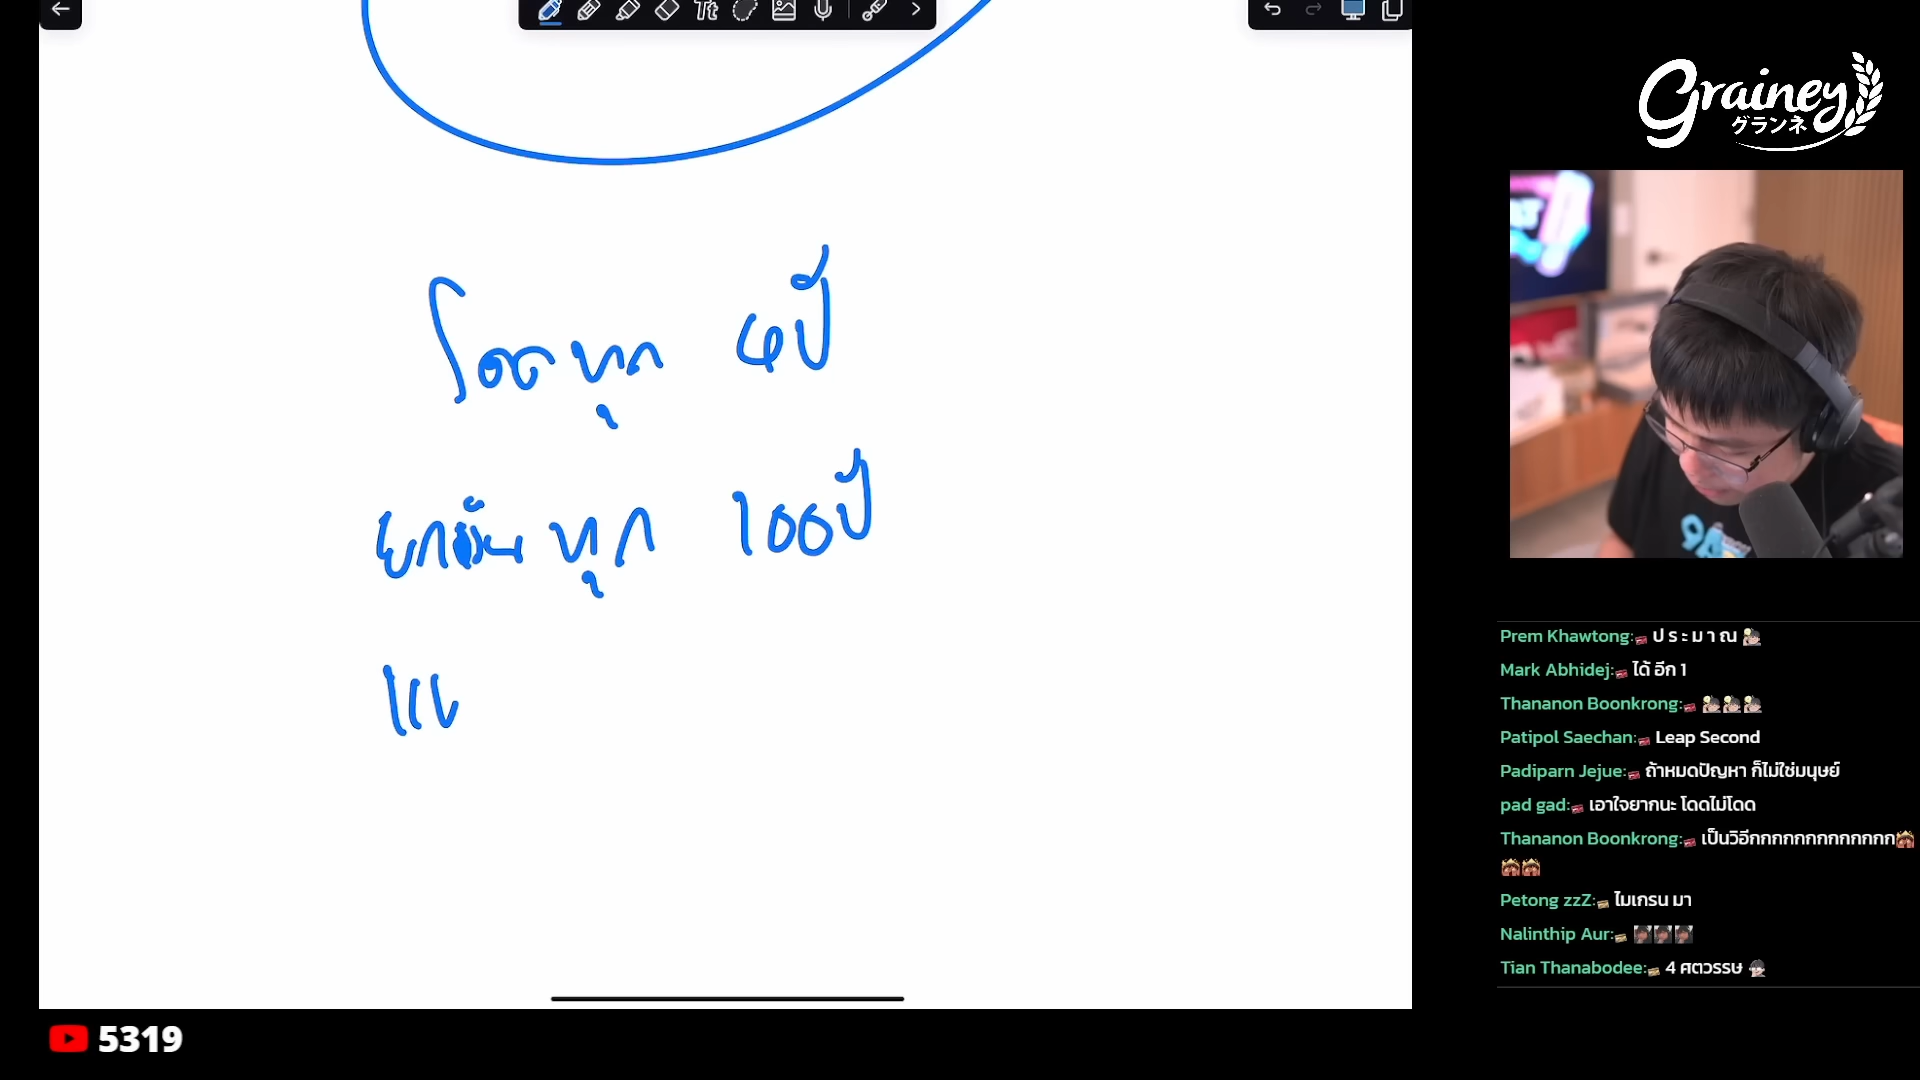 Grainey
グランネ
โดดทุก 4ปี
ยกเว้นทุก 100ปี
Prem Khawtong: ป ร ะ ม า ณ
Mark Abhidej: ได้ อีก 1
Thananon Boonkrong:
Patipol Saechan: Leap Second
Padiparn Jejue: ถ้าหมดปัญหา ก็ไม่ใช่มนุษย์
pad gad: เอาใจยากนะ โดดไม่โดด
Thananon Boonkrong: เป็นวิอีกกกกกกกกกกกกก
Petong zzZ: ไมเกรน มา
Nalinthip Aur:
Tian Thanabodee: 4 ศตวรรษ
5319